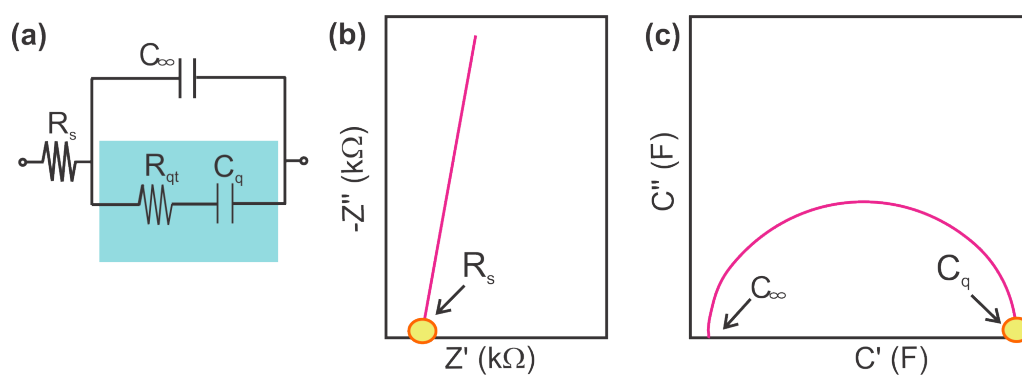 (a)
C∞
Rs
Rqt
Cq
(b)
-Z'' (kΩ)
Rs
Z' (kΩ)
(c)
C'' (F)
C∞
Cq
C' (F)